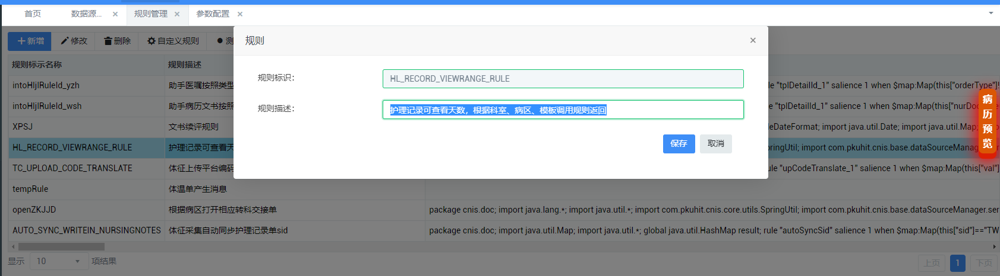 首页 数据源... × 规则管理 × 参数配置 ×
新增 修改 删除 自定义规则 测
规则
×
规则标识：
HL_RECORD_VIEWRANGE_RULE
规则描述：
护理记录可查看天数，根据科室、病区、模板调用规则返回
保存 取消
规则标示名称 规则描述
intoHljlRuleId_yzh 助手医嘱按照类型 le "tplDetailId_1" salience 1 when $map:Map(this["orderType"]!
intoHljlRuleId_wsh 助手病历文书按照 le "tplDetailId_1" salience 1 when $map:Map(this["nurDoc
XPSJ 文书续评规则 leDateFormat; import java.util.Date; import java.util.Map;
HL_RECORD_VIEWRANGE_RULE 护理记录可查看天 SpringUtil; import com.pkuhit.cnis.base.dataSourceManager.ser
TC_UPLOAD_CODE_TRANSLATE 体征上传平台编码 rule "upCodeTranslate_1" salience 1 when $map:Map(this["val"]
tempRule 体温单产生消息
openZKJJD 根据病区打开相应转科交接单 package cnis.doc; import java.lang.*; import java.util.*; import com.pkuhit.cnis.core.utils.SpringUtil; import com.pkuhit.cnis.base.dataSourceManager.ser
AUTO_SYNC_WRITEIN_NURSINGNOTES 体征采集自动同步护理记录单sid package cnis.doc; import java.util.Map; import java.util.*; global java.util.HashMap result; rule "autoSyncSid" salience 1 when $map:Map(this["sid"]=="TW
显示 10 项结果
上页 1 下页
病
历
预
览